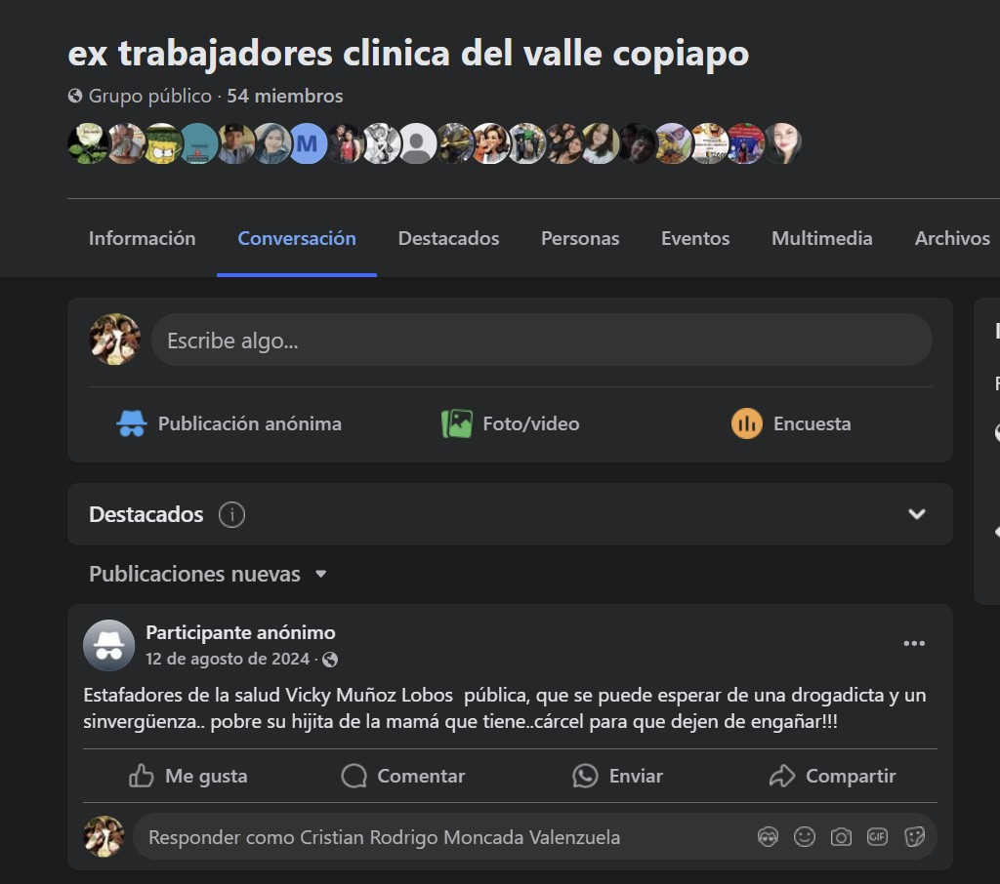 ex trabajadores clinica del valle copiapo
Grupo público · 54 miembros
M
Información Conversación Destacados Personas Eventos Multimedia Archivos
Escribe algo...
Publicación anónima Foto/video Encuesta
Destacados
Publicaciones nuevas
Participante anónimo
12 de agosto de 2024 ·
Estafadores de la salud Vicky Muñoz Lobos pública, que se puede esperar de una drogadicta y un
sinvergüenza.. pobre su hijita de la mamá que tiene..cárcel para que dejen de engañar!!!
Me gusta Comentar Enviar Compartir
Responder como Cristian Rodrigo Moncada Valenzuela GIF